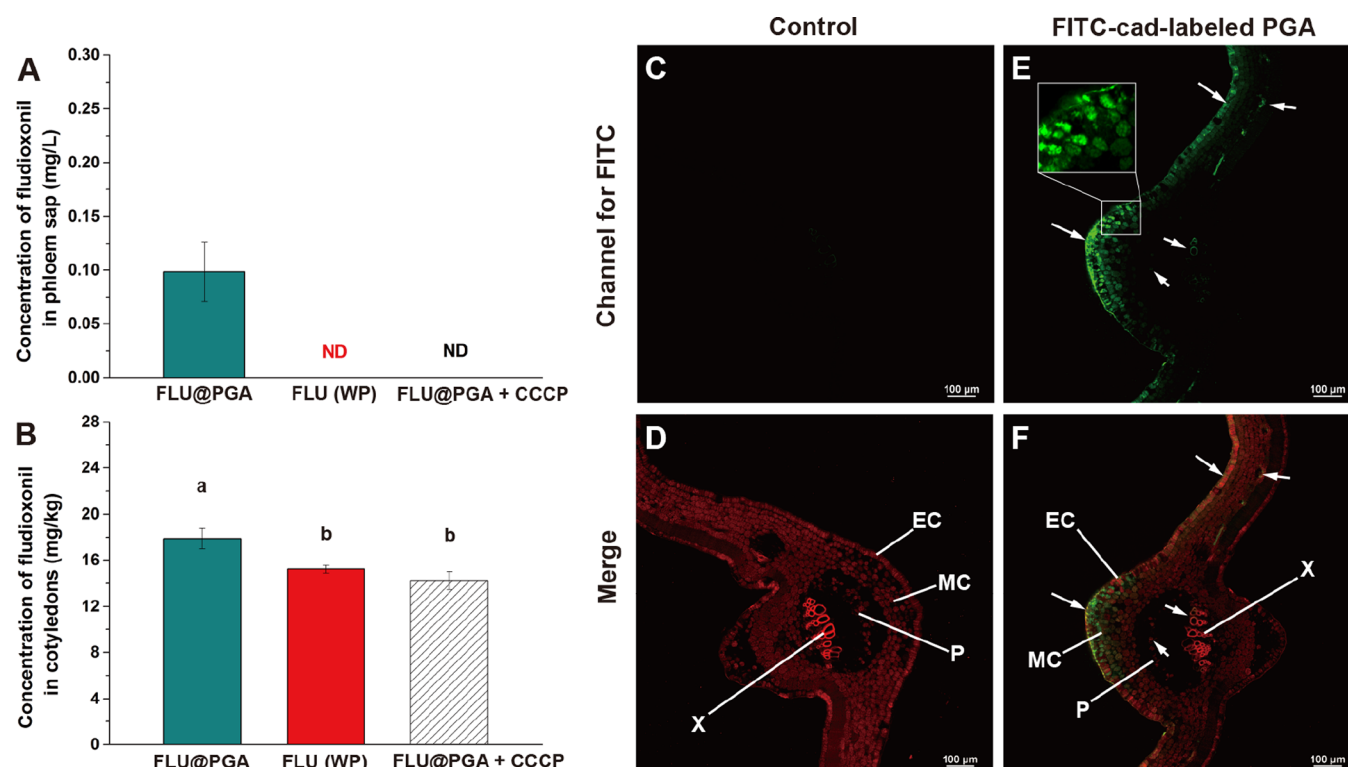 A
Concentration of fludioxonil
in phloem sap (mg/L)
0.30
0.25
0.20
0.15
0.10
0.05
0.00
ND
ND
FLU@PGA
FLU (WP)
FLU@PGA + CCCP
B
Concentration of fludioxonil
in cotyledons (mg/kg)
28
24
20
16
12
8
4
0
a
b
b
FLU@PGA
FLU (WP)
FLU@PGA + CCCP
Control
FITC-cad-labeled PGA
Channel for FITC
C
100 µm
E
100 µm
Merge
D
EC
MC
P
X
100 µm
F
EC
X
MC
P
100 µm